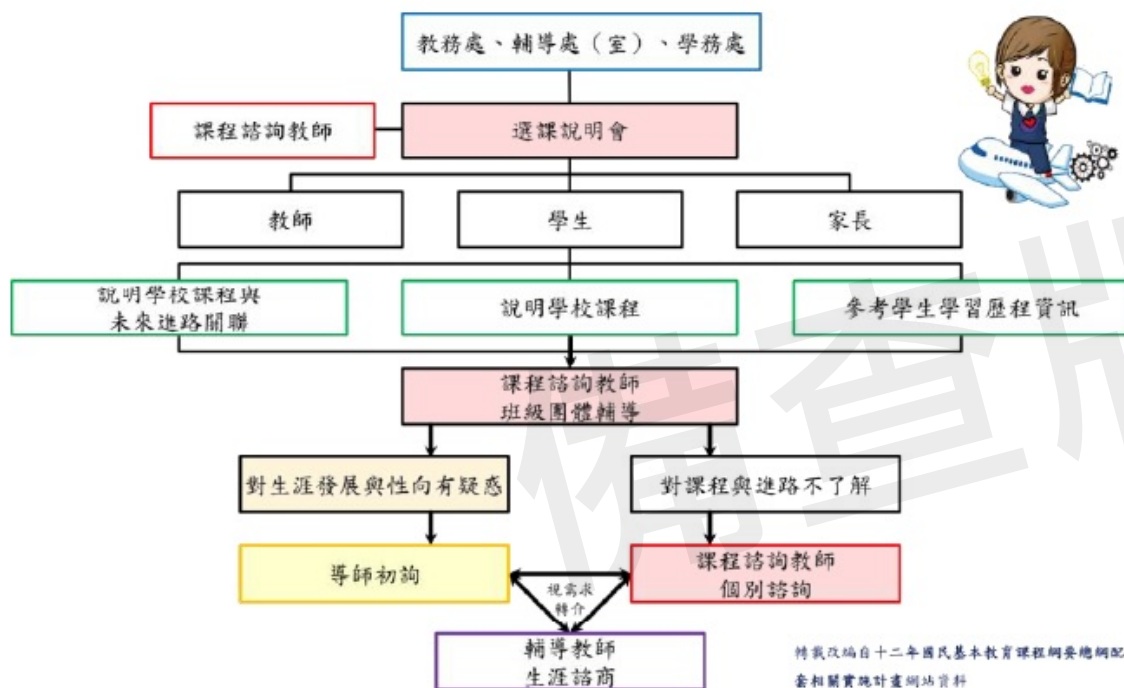 教務處、輔導處（室）、學務處
課程諮詢教師
選課說明會
教師
學生
家長
說明學校課程與
未來進路關聯
說明學校課程
參考學生學習歷程資訊
課程諮詢教師
班級團體輔導
對生涯發展與性向有疑惑
對課程與進路不了解
導師初詢
課程諮詢教師
個別諮詢
視需求
轉介
輔導教師
生涯諮商
轉載改編自十二年國民基本教育課程綱要總綱配
套相關實施計畫網站資料
備查版